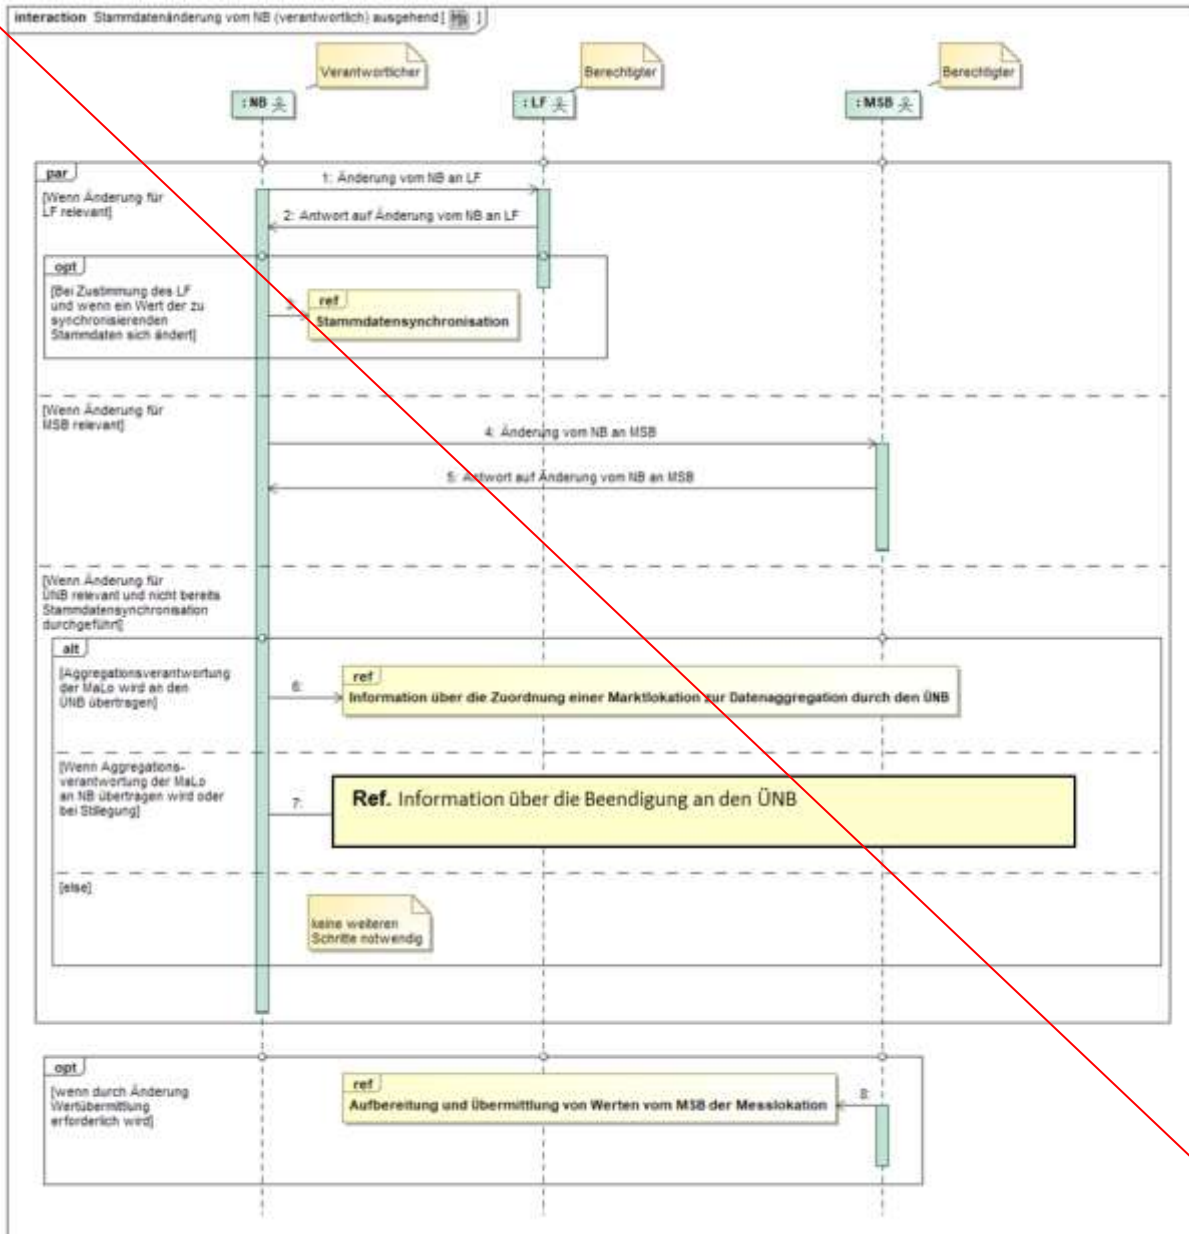 interaction Stammdatenänderung vom NB (verantwortlich) ausgehend [ ]
Verantwortlicher
Berechtigter
Berechtigter
: NB
: LF
: MSB
par
[Wenn Änderung für
LF relevant]
1: Änderung vom NB an LF
2: Antwort auf Änderung vom NB an LF
opt
[Bei Zustimmung des LF
und wenn ein Wert der zu
synchronisierenden
Stammdaten sich ändert]
ref
Stammdatensynchronisation
[Wenn Änderung für
MSB relevant]
4: Änderung vom NB an MSB
5: Antwort auf Änderung vom NB an MSB
[Wenn Änderung für
ÜNB relevant und nicht bereits
Stammdatensynchronisation
durchgeführt]
alt
[Aggregationsverantwortung
der MaLo wird an den
ÜNB übertragen]
6:
ref
Information über die Zuordnung einer Marktlokation zur Datenaggregation durch den ÜNB
[Wenn Aggregations-
verantwortung der MaLo
an NB übertragen wird oder
bei Stillegung]
7:
Ref. Information über die Beendigung an den ÜNB
[else]
keine weiteren
Schritte notwendig
opt
[wenn durch Änderung
Wertübermittlung
erforderlich wird]
ref
Aufbereitung und Übermittlung von Werten vom MSB der Messlokation
8: